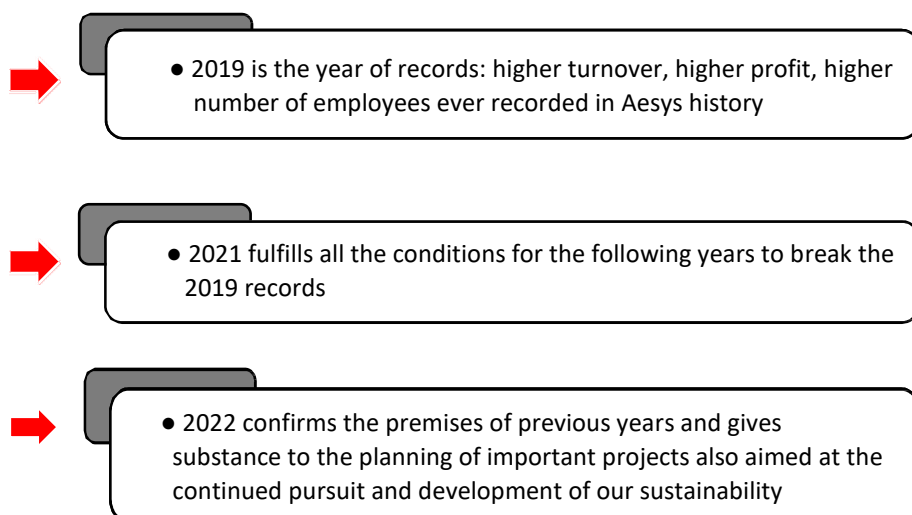 ● 2019 is the year of records: higher turnover, higher profit, higher
number of employees ever recorded in Aesys history
● 2021 fulfills all the conditions for the following years to break the
2019 records
● 2022 confirms the premises of previous years and gives
substance to the planning of important projects also aimed at the
continued pursuit and development of our sustainability